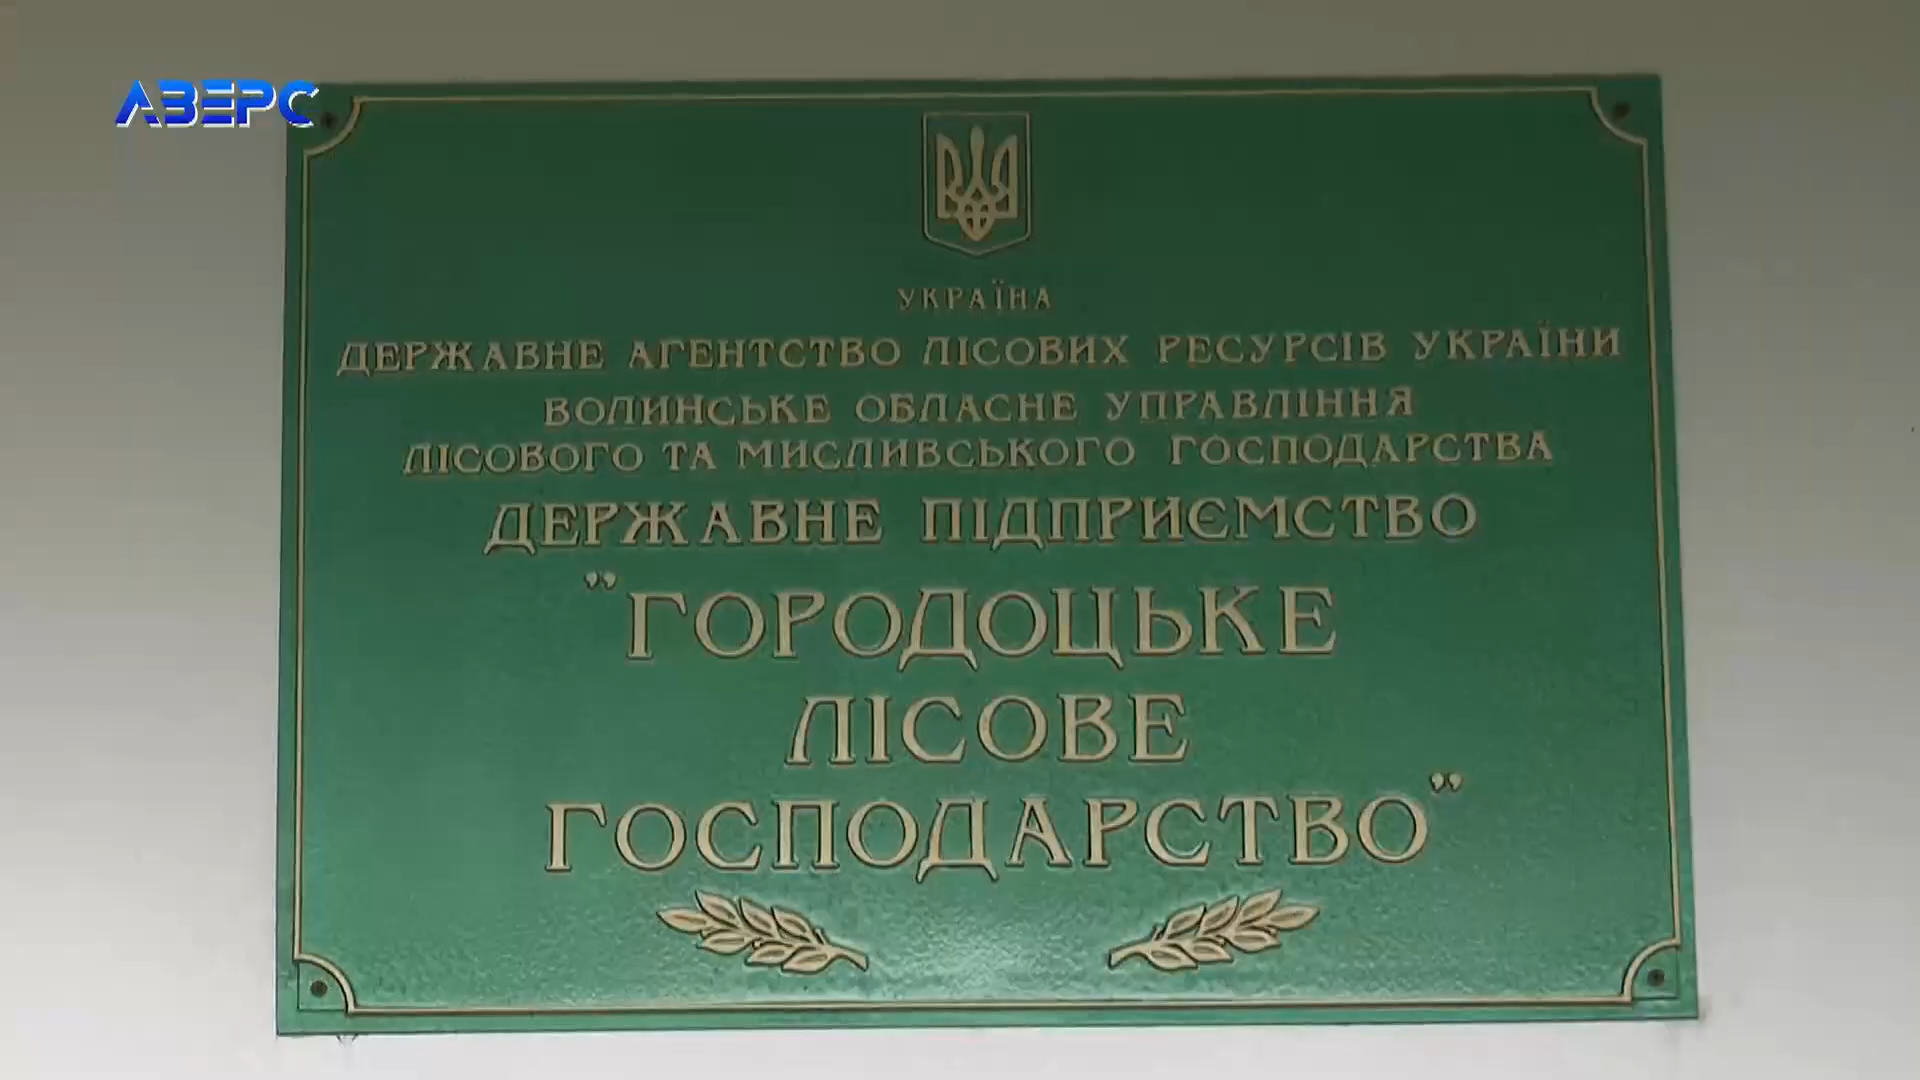 АВЕРС
УКРАЇНА
ДЕРЖАВНЕ АГЕНТСТВО ЛІСОВИХ РЕСУРСІВ УКРАЇНИ
ВОЛИНСЬКЕ ОБЛАСНЕ УПРАВЛІННЯ
ЛІСОВОГО ТА МИСЛИВСЬКОГО ГОСПОДАРСТВА
ДЕРЖАВНЕ ПІДПРИЄМСТВО
"ГОРОДОЦЬКЕ
ЛІСОВЕ
ГОСПОДАРСТВО"